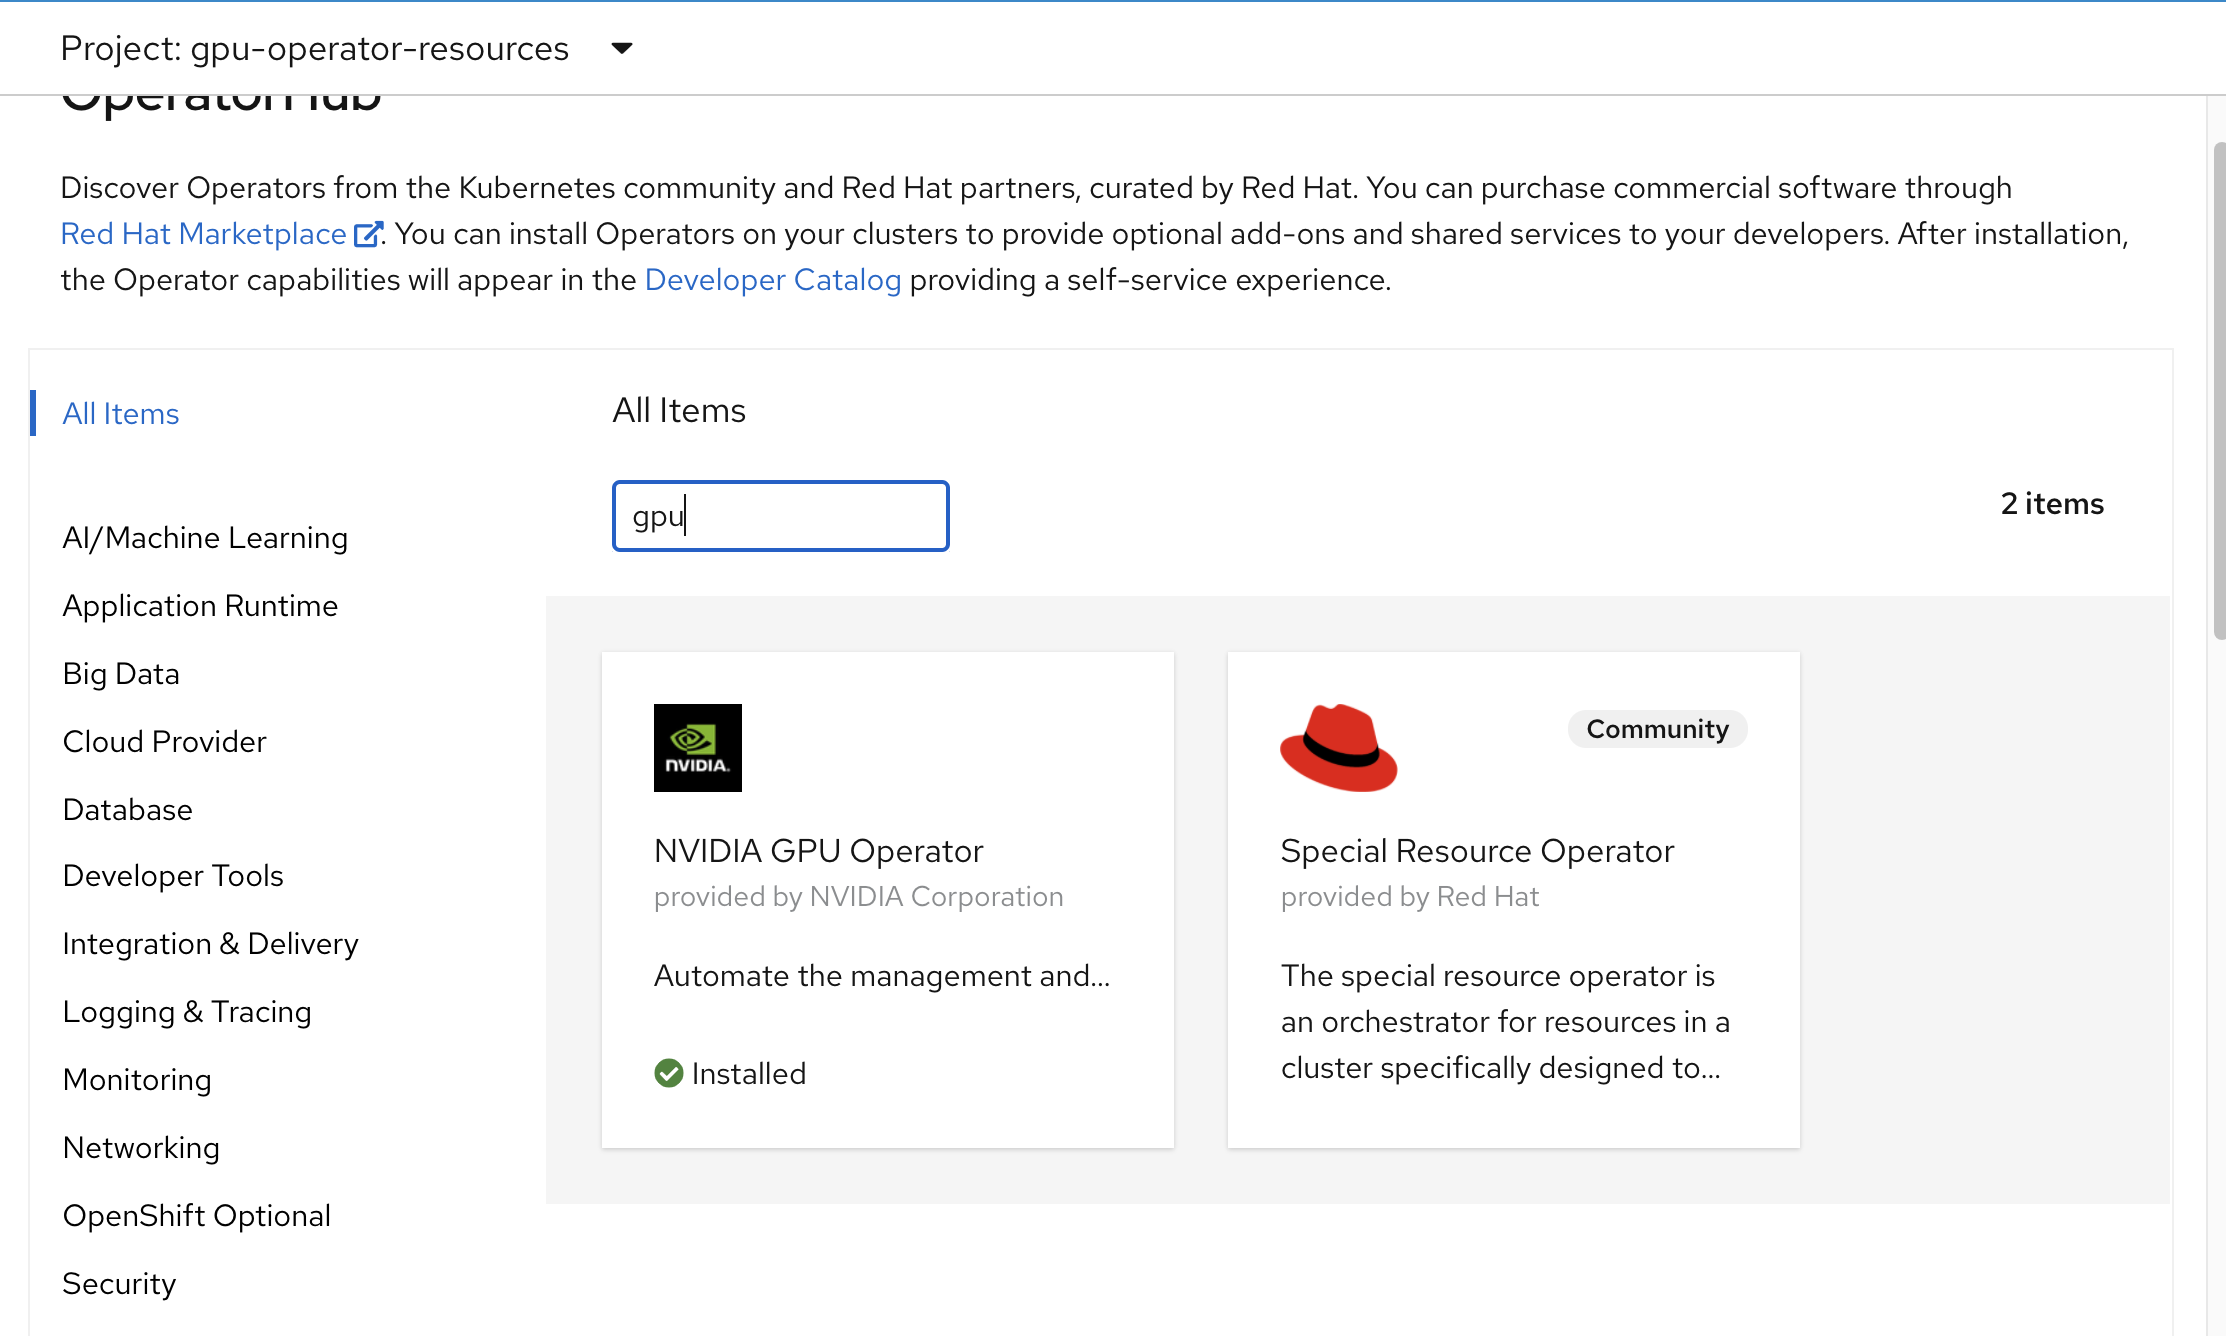 Project: gpu-operator-resources
OperatorHub
Discover Operators from the Kubernetes community and Red Hat partners, curated by Red Hat. You can purchase commercial software through
Red Hat Marketplace. You can install Operators on your clusters to provide optional add-ons and shared services to your developers. After installation,
the Operator capabilities will appear in the Developer Catalog providing a self-service experience.
All Items
AI/Machine Learning
Application Runtime
Big Data
Cloud Provider
Database
Developer Tools
Integration & Delivery
Logging & Tracing
Monitoring
Networking
OpenShift Optional
Security
All Items
gpu
2 items
NVIDIA.
NVIDIA GPU Operator
provided by NVIDIA Corporation
Automate the management and...
Installed
Community
Special Resource Operator
provided by Red Hat
The special resource operator is
an orchestrator for resources in a
cluster specifically designed to...